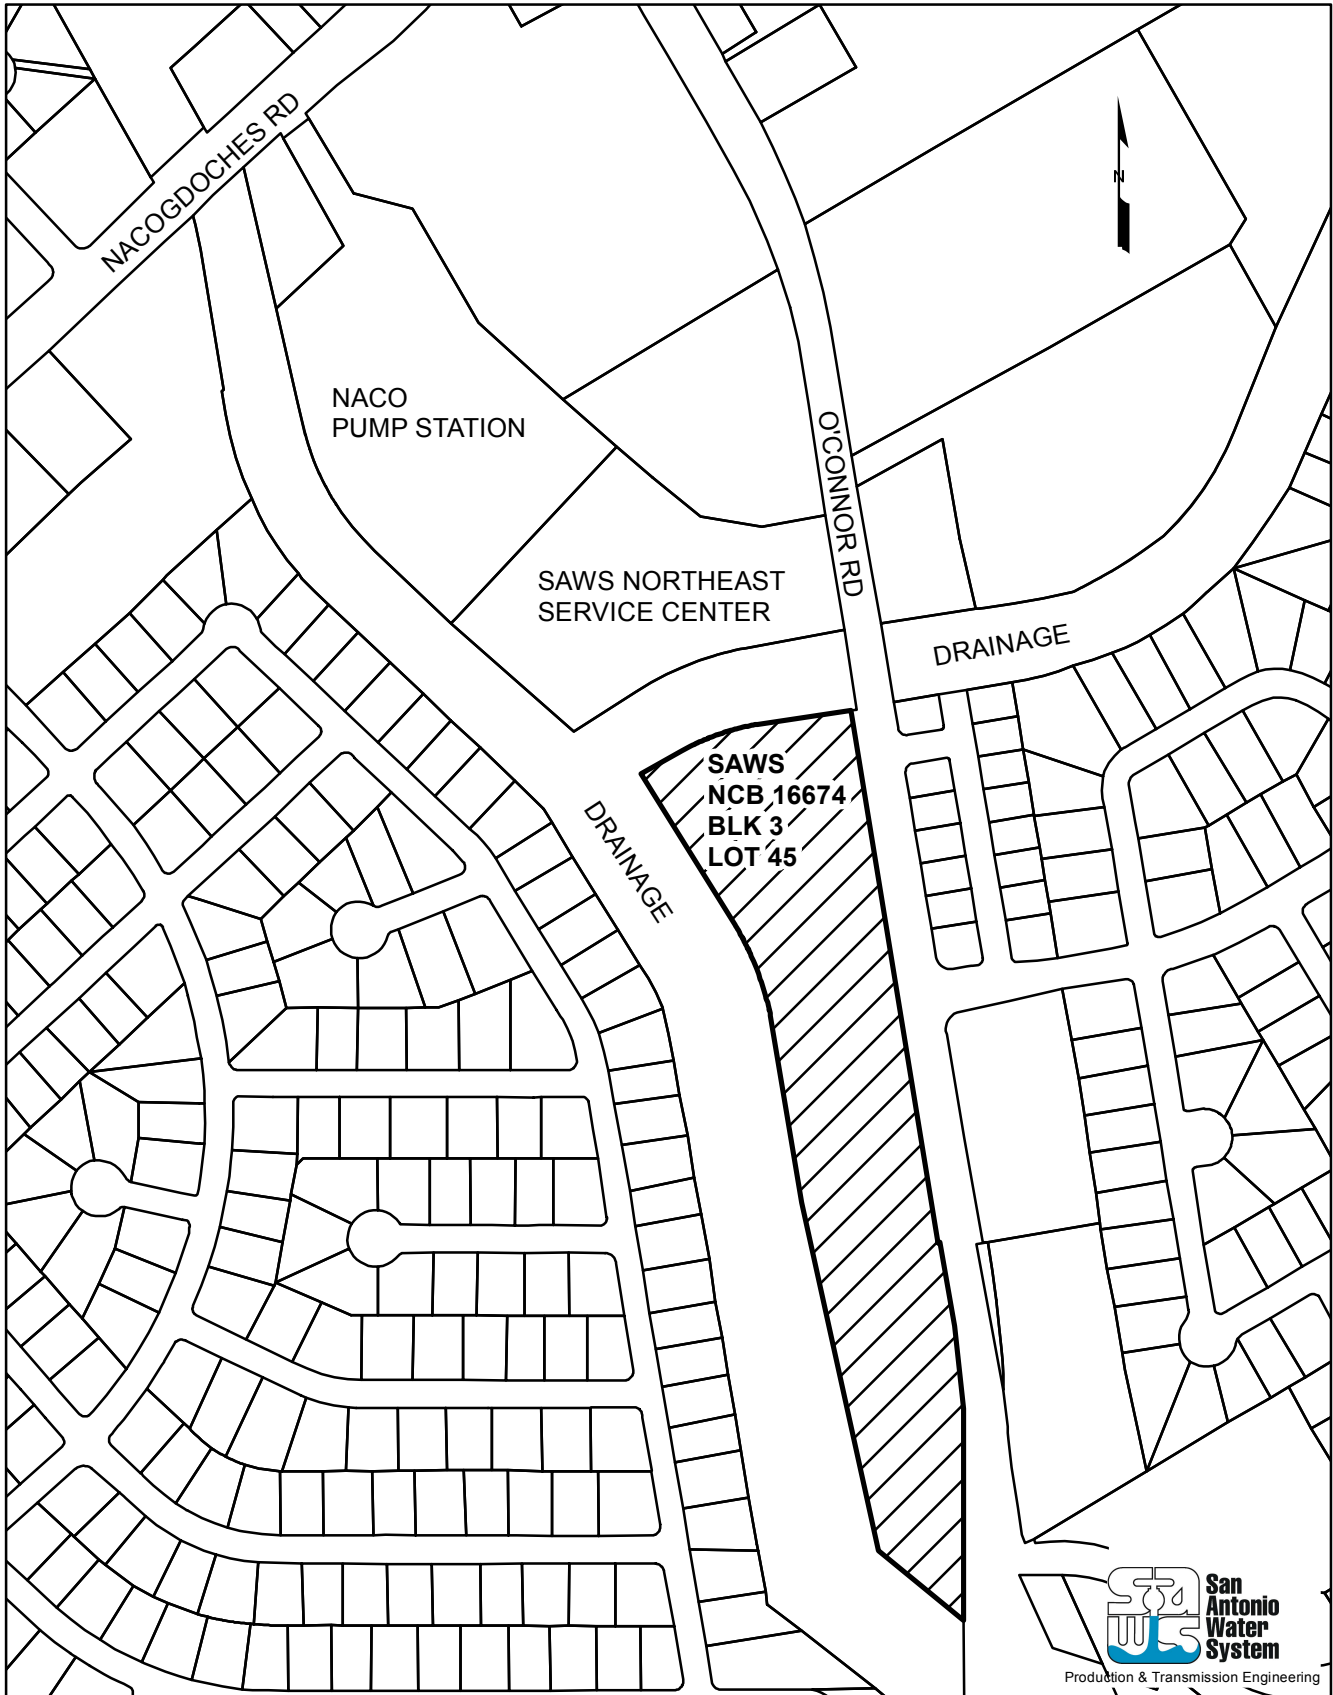 NACOGDOCHES RD
N
NACO
PUMP STATION
O'CONNOR RD
SAWS NORTHEAST
SERVICE CENTER
DRAINAGE
SAWS
NCB 16674
BLK 3
LOT 45
DRAINAGE
saws
San
Antonio
Water
System
Production & Transmission Engineering